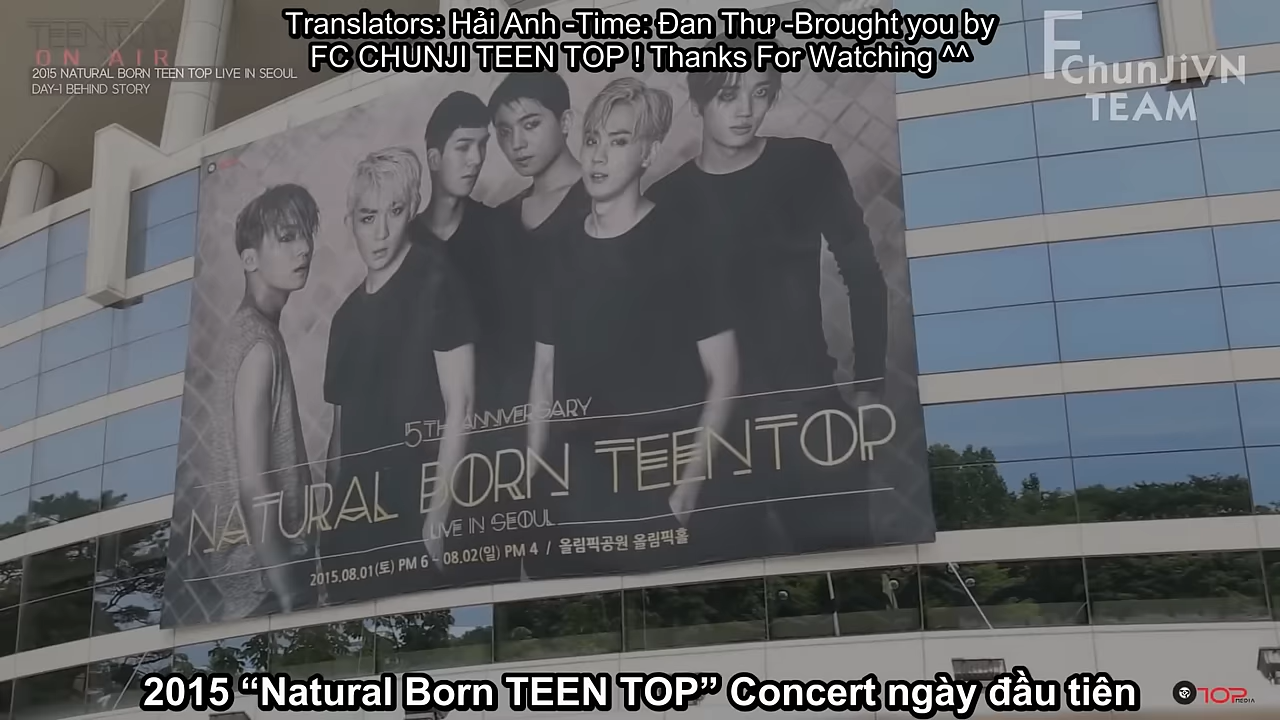 Translators: Hải Anh -Time: Đan Thư -Brought you by
FC CHUNJI TEEN TOP ! Thanks For Watching ^^
TEENTOP
ON AIR
2015 NATURAL BORN TEEN TOP LIVE IN SEOUL
DAY-1 BEHIND STORY
FChunJiVN
TEAM
5TH ANNIVERSARY
NATURAL BORN TEENTOP
LIVE IN SEOUL
2015.08.01(토) PM 6 ~ 08.02(일) PM 4 / 올림픽공원 올림픽홀
2015 “Natural Born TEEN TOP” Concert ngày đầu tiên
TOP
MEDIA